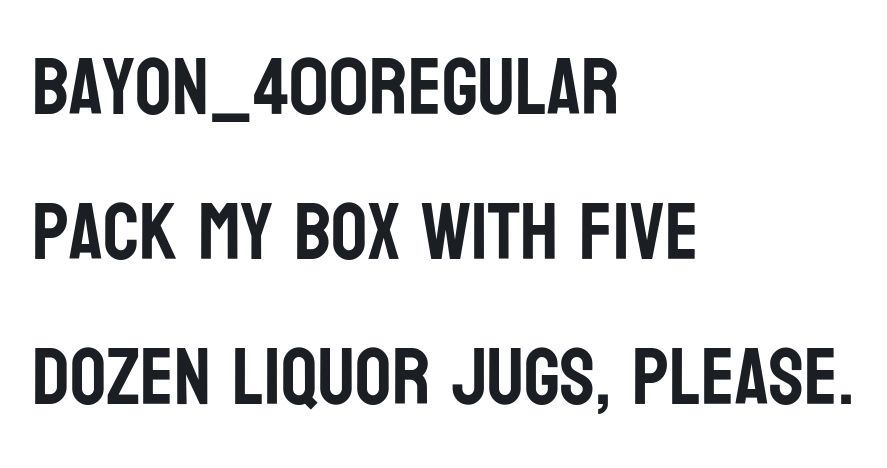 BAYON_400REGULAR
PACK MY BOX WITH FIVE
DOZEN LIQUOR JUGS, PLEASE.